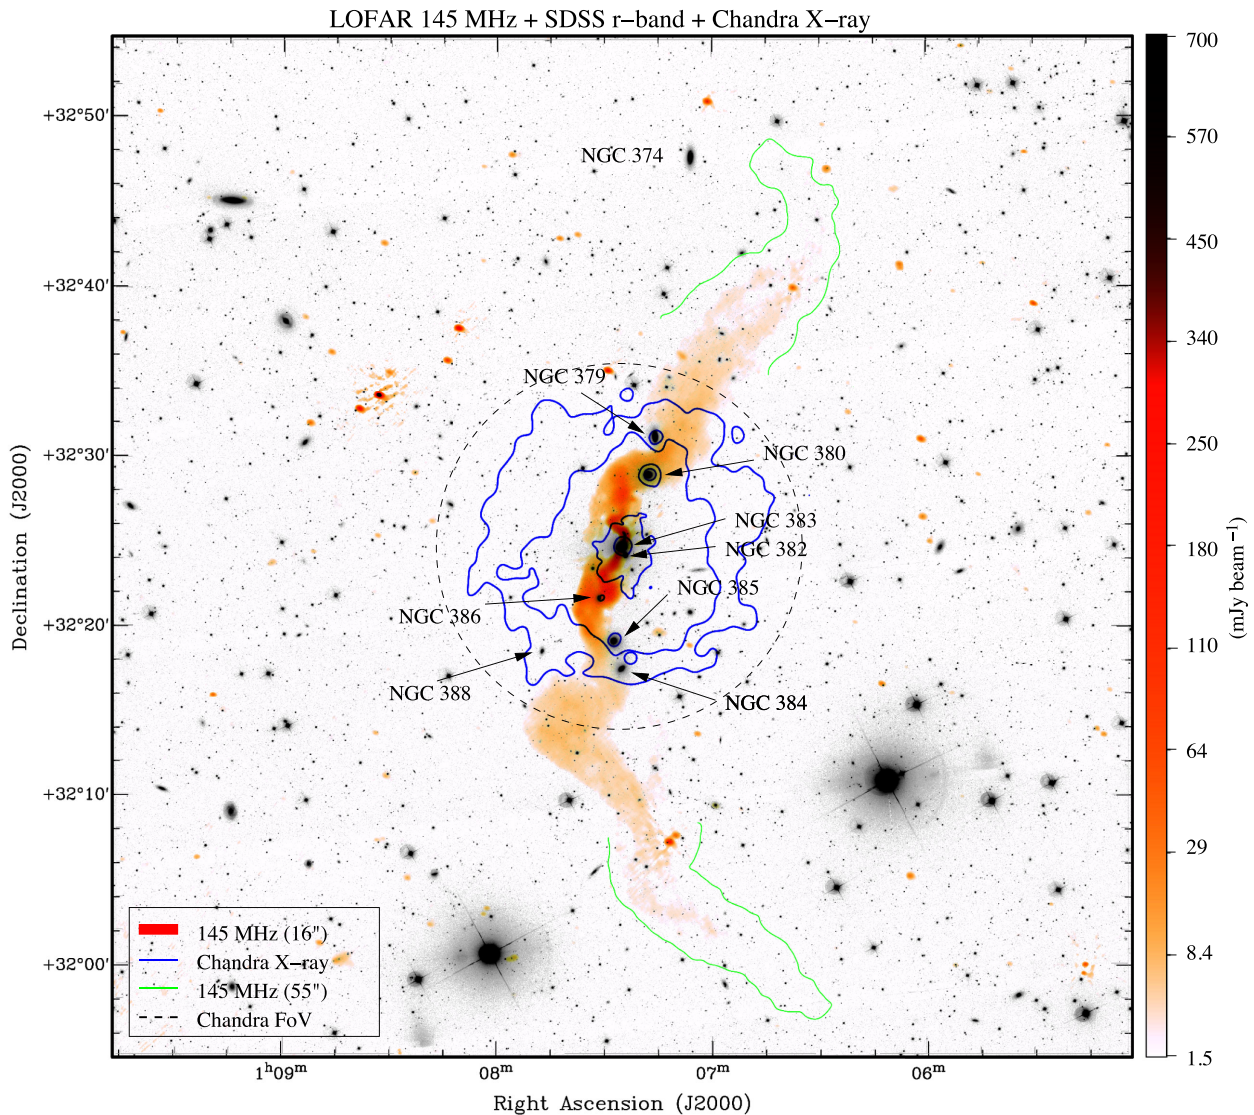 LOFAR 145 MHz + SDSS r−band + Chandra X−ray
700
+32°50'
570
NGC 374
450
+32°40'
340
NGC 379
250
NGC 380
+32°30'
NGC 383
NGC 382
180
NGC 385
NGC 386
+32°20'
110
NGC 388
NGC 384
64
+32°10'
29
145 MHz (16")
Chandra X−ray
+32°00'
8.4
145 MHz (55")
Chandra FoV
1.5
1ʰ09ᵐ
08ᵐ
07ᵐ
06ᵐ
Right Ascension (J2000)
Declination (J2000)
(mJy beam⁻¹)